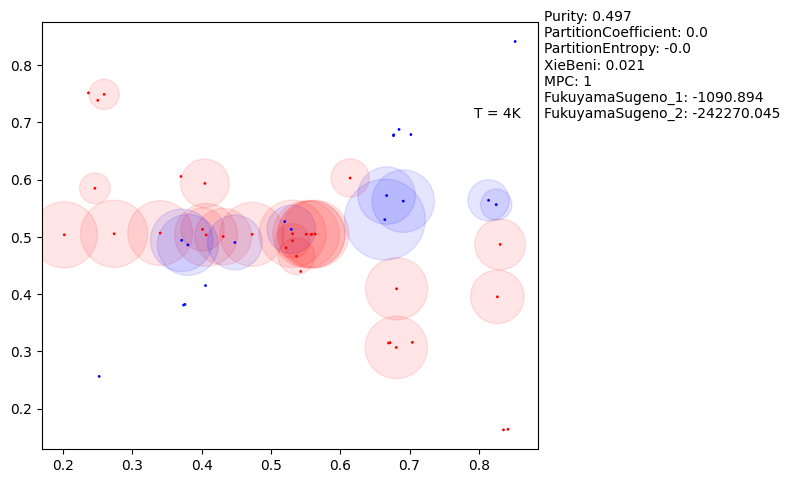 Purity: 0.497
PartitionCoefficient: 0.0
PartitionEntropy: -0.0
XieBeni: 0.021
MPC: 1
FukuyamaSugeno_1: -1090.894
FukuyamaSugeno_2: -242270.045
T = 4K
0.8
0.7
0.6
0.5
0.4
0.3
0.2
0.2 0.3 0.4 0.5 0.6 0.7 0.8